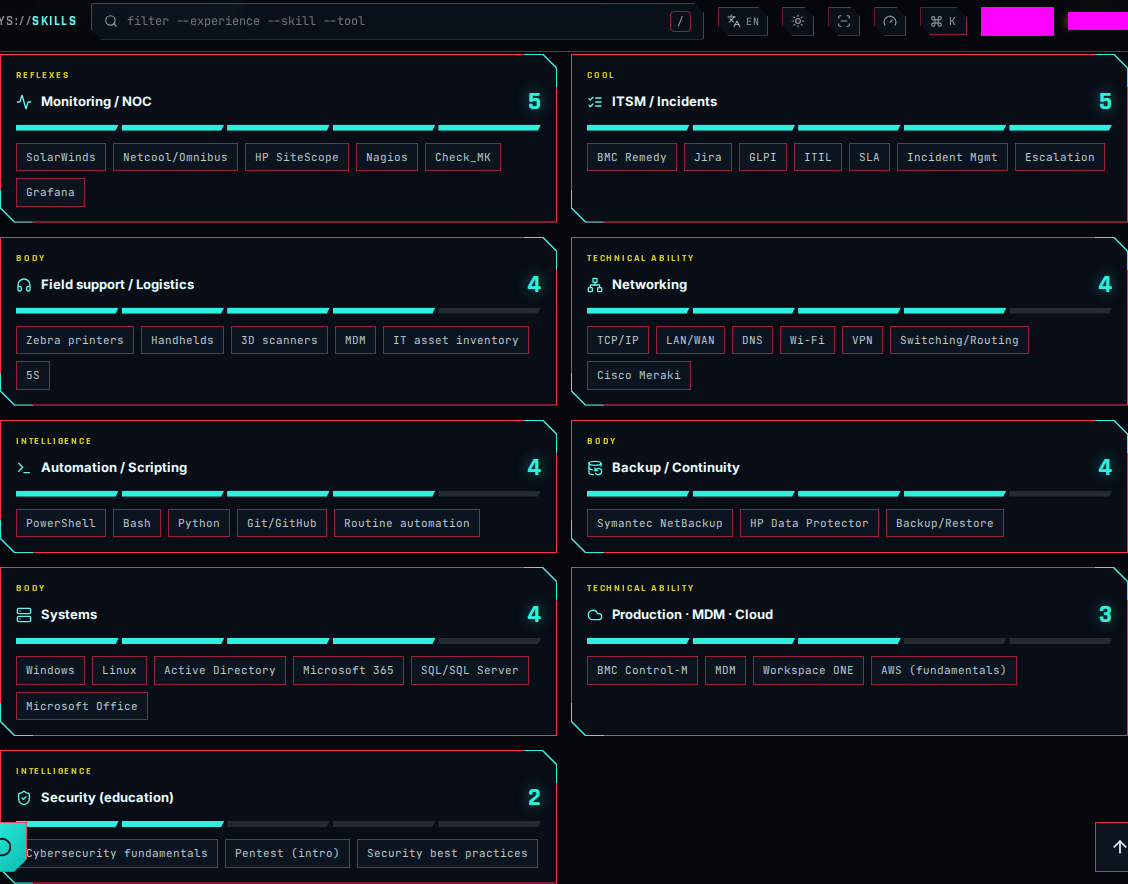 YS://SKILLS filter --experience --skill --tool / EN ⌘ K
REFLEXES
Monitoring / NOC 5
SolarWinds Netcool/Omnibus HP SiteScope Nagios Check_MK
Grafana
COOL
ITSM / Incidents 5
BMC Remedy Jira GLPI ITIL SLA Incident Mgmt Escalation
BODY
Field support / Logistics 4
Zebra printers Handhelds 3D scanners MDM IT asset inventory
5S
TECHNICAL ABILITY
Networking 4
TCP/IP LAN/WAN DNS Wi-Fi VPN Switching/Routing
Cisco Meraki
INTELLIGENCE
Automation / Scripting 4
PowerShell Bash Python Git/GitHub Routine automation
BODY
Backup / Continuity 4
Symantec NetBackup HP Data Protector Backup/Restore
BODY
Systems 4
Windows Linux Active Directory Microsoft 365 SQL/SQL Server
Microsoft Office
TECHNICAL ABILITY
Production · MDM · Cloud 3
BMC Control-M MDM Workspace ONE AWS (fundamentals)
INTELLIGENCE
Security (education) 2
Cybersecurity fundamentals Pentest (intro) Security best practices